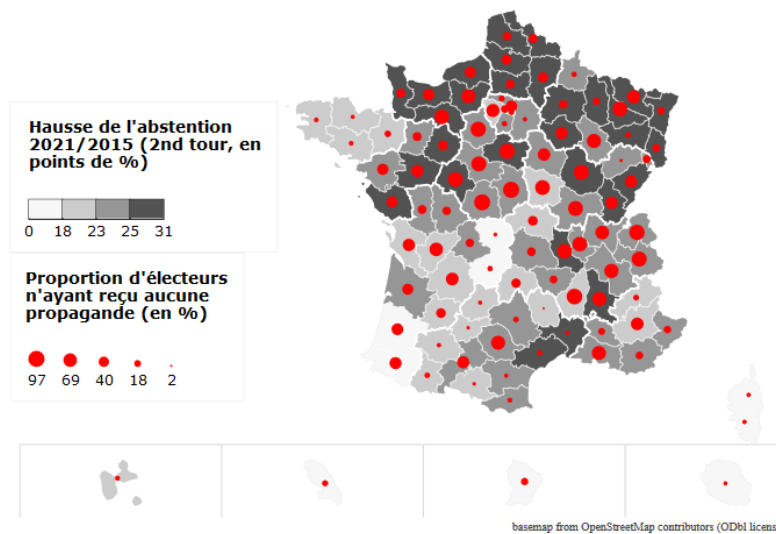 Hausse de l'abstention
2021/2015 (2nd tour, en
points de %)
0 18 23 25 31
Proportion d'électeurs
n'ayant reçu aucune
propagande (en %)
97 69 40 18 2
basemap from OpenStreetMap contributors (ODbl licens